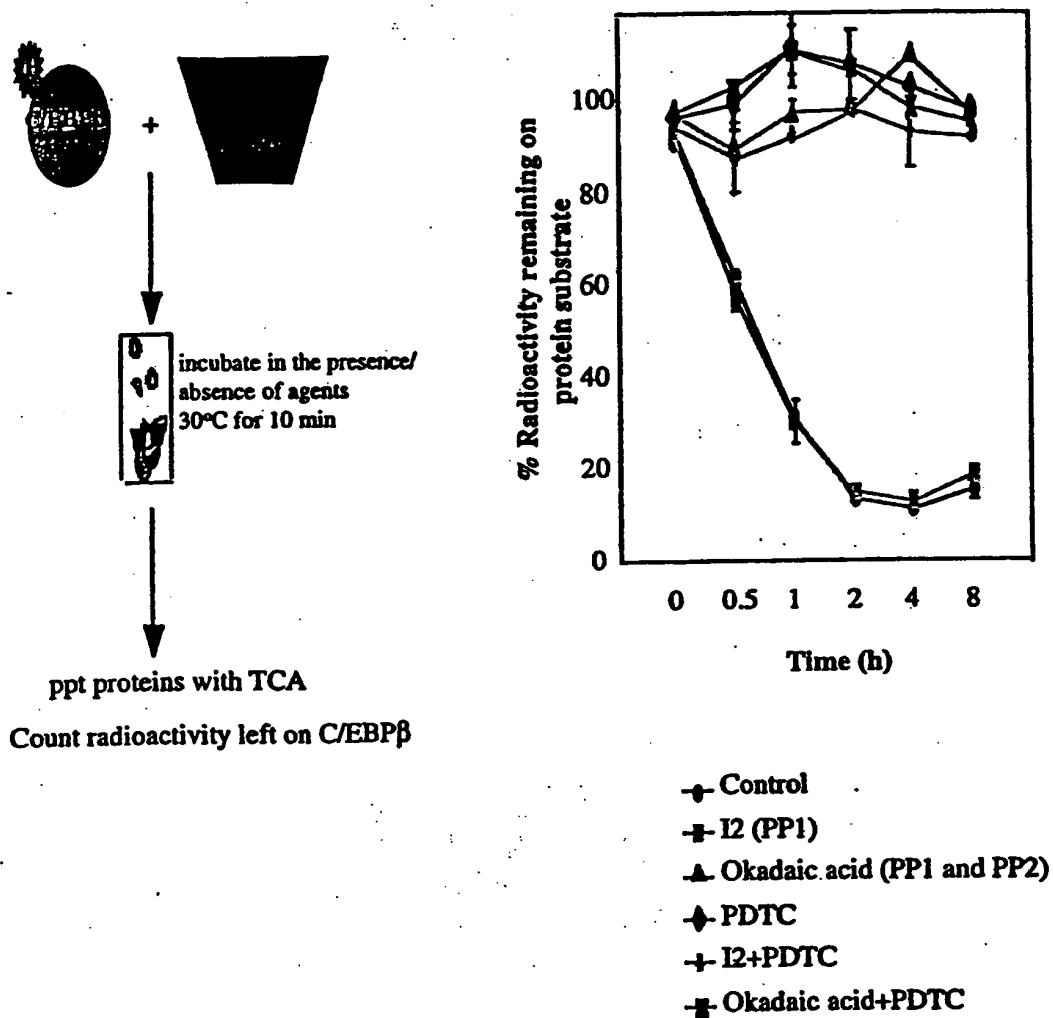 +
incubate in the presence/
absence of agents
30°C for 10 min
ppt proteins with TCA
Count radioactivity left on C/EBPβ
% Radioactivity remaining on
protein substrate
100
80
60
40
20
0
0 0.5 1 2 4 8
Time (h)
Control
I2 (PP1)
Okadaic acid (PP1 and PP2)
PDTC
I2+PDTC
Okadaic acid+PDTC